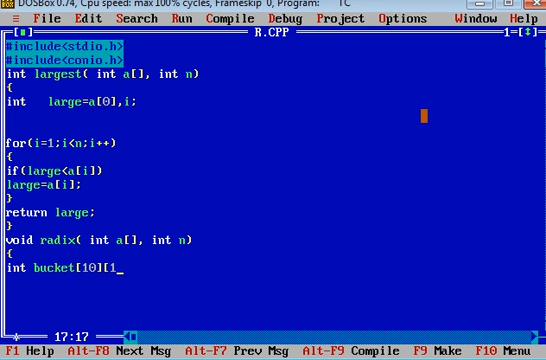 DOSBox 0.74, Cpu speed: max 100% cycles, Frameskip 0, Program: TC
≡ File Edit Search Run Compile Debug Project Options Window Help
[■] R.CPP 1=[↕]
#include<stdio.h>
#include<conio.h>
int largest( int a[], int n)
{
int large=a[0],i;
for(i=1;i<n;i++)
{
if(large<a[i])
large=a[i];
}
return large;
}
void radix( int a[], int n)
{
int bucket[10][1_
17:17
F1 Help Alt-F8 Next Msg Alt-F7 Prev Msg Alt-F9 Compile F9 Make F10 Menu